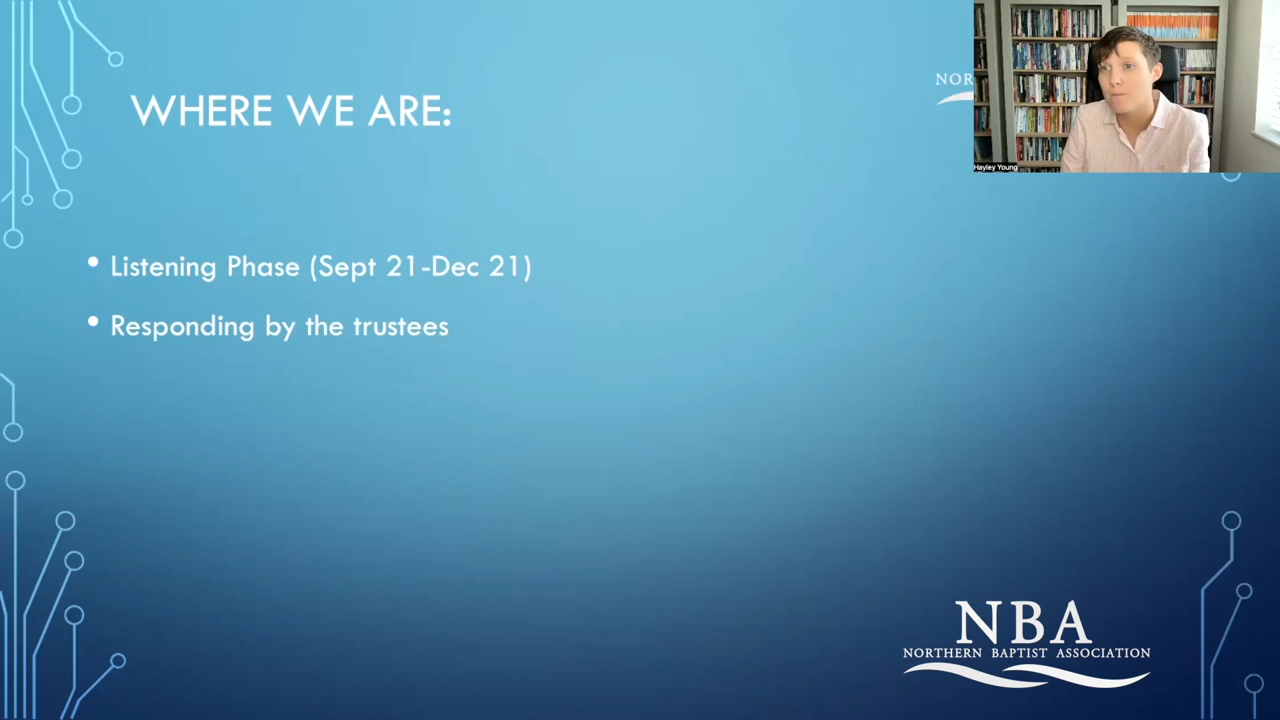 WHERE WE ARE:
NOR
Hayley Young
• Listening Phase (Sept 21-Dec 21)
• Responding by the trustees
NBA
NORTHERN BAPTIST ASSOCIATION